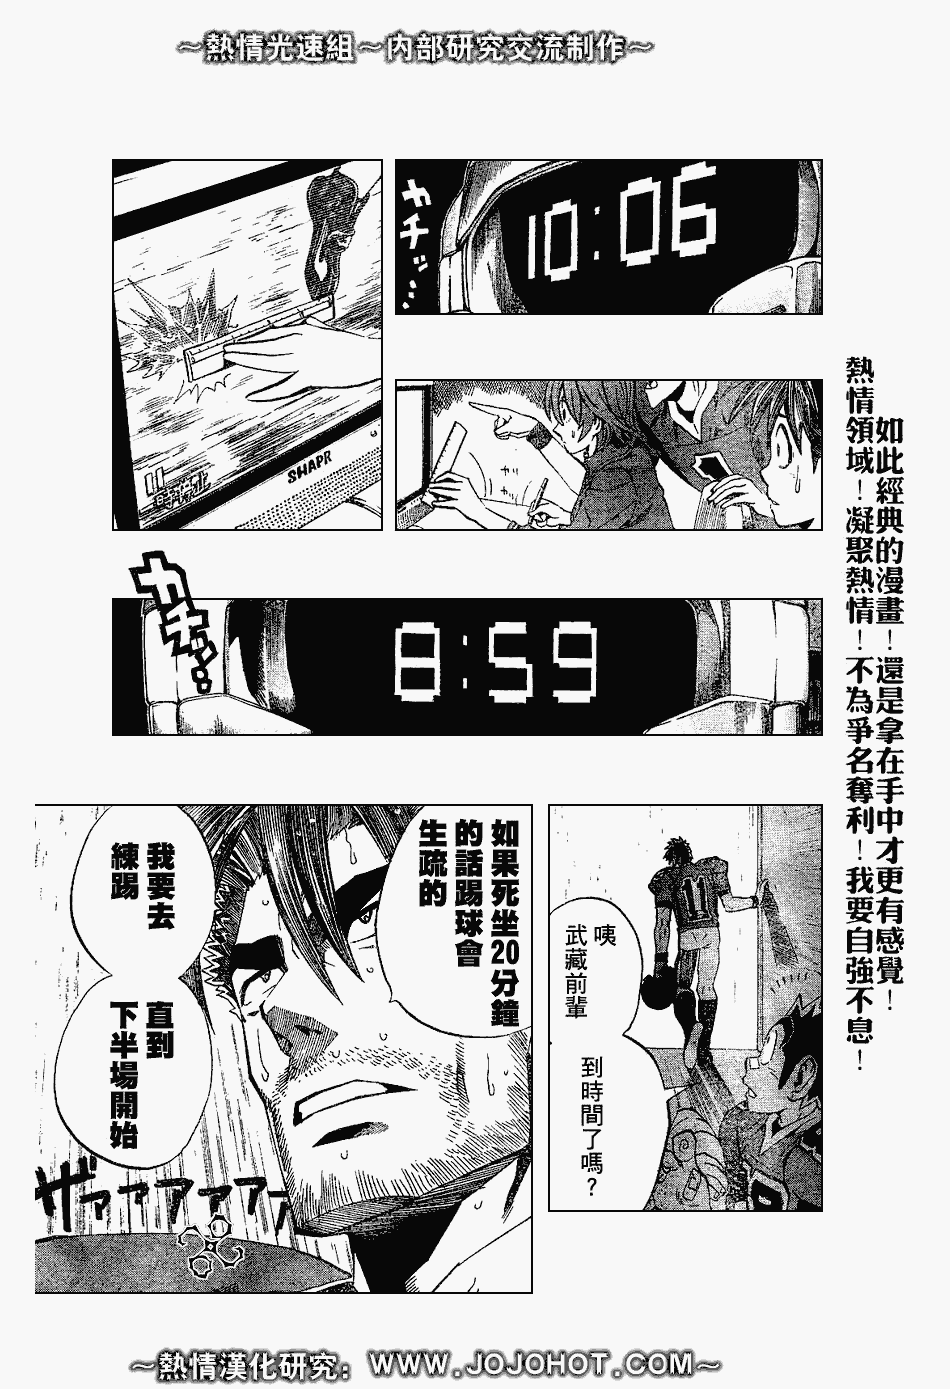 ～熱情光速組～内部研究交流制作～
10:06
カチッ…
SHAPR
8:59
カチッ…
咦
武藏前輩
到時間了嗎？
如果死坐20分鐘
的話踢球會
生疏的
我要去
練踢
直到
下半場開始
ザァァァァァァ
如此經典的漫畫！還是拿在手中才更有感覺！
熱情領域！凝聚熱情！不為爭名奪利！我要自強不息！
11
～熱情漢化研究：WWW.JOJOHOT.COM～